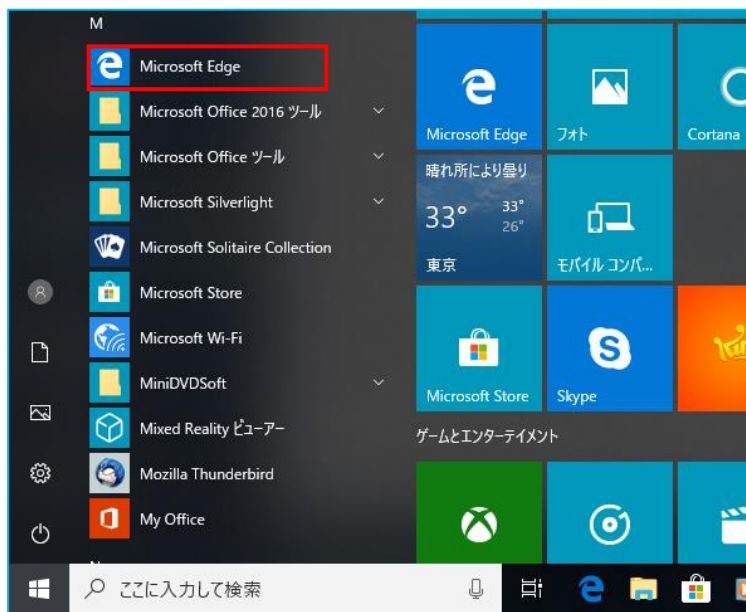 M
Microsoft Edge
Microsoft Office 2016 ツール
Microsoft Office ツール
Microsoft Silverlight
Microsoft Solitaire Collection
Microsoft Store
Microsoft Wi-Fi
MiniDVDSoft
Mixed Reality ビューアー
Mozilla Thunderbird
My Office
Microsoft Edge
フォト
Cortana
晴れ所により曇り
33°
33°
26°
東京
モバイル コンパ...
Microsoft Store
Skype
ゲームとエンターテイメント
ここに入力して検索